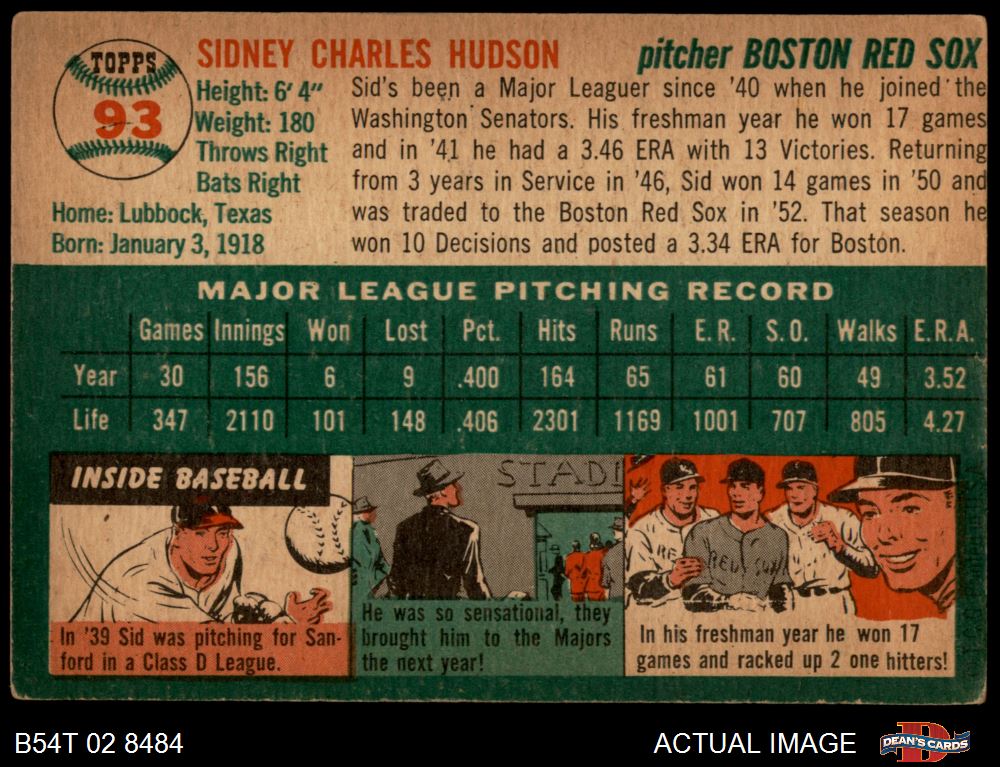 TOPPS
93
SIDNEY CHARLES HUDSON
pitcher BOSTON RED SOX
Height: 6' 4"
Weight: 180
Throws Right
Bats Right
Home: Lubbock, Texas
Born: January 3, 1918
Sid's been a Major Leaguer since '40 when he joined the
Washington Senators. His freshman year he won 17 games
and in '41 he had a 3.46 ERA with 13 Victories. Returning
from 3 years in Service in '46, Sid won 14 games in '50 and
was traded to the Boston Red Sox in '52. That season he
won 10 Decisions and posted a 3.34 ERA for Boston.
MAJOR LEAGUE PITCHING RECORD
Games Innings Won Lost Pct. Hits Runs E.R. S.O. Walks E.R.A.
Year 30 156 6 9 .400 164 65 61 60 49 3.52
Life 347 2110 101 148 .406 2301 1169 1001 707 805 4.27
INSIDE BASEBALL
In '39 Sid was pitching for San-
ford in a Class D League.
STADI
He was so sensational, they
brought him to the Majors
the next year!
RED SOX
In his freshman year he won 17
games and racked up 2 one hitters!
B54T 02 8484
ACTUAL IMAGE
DEAN'S CARDS